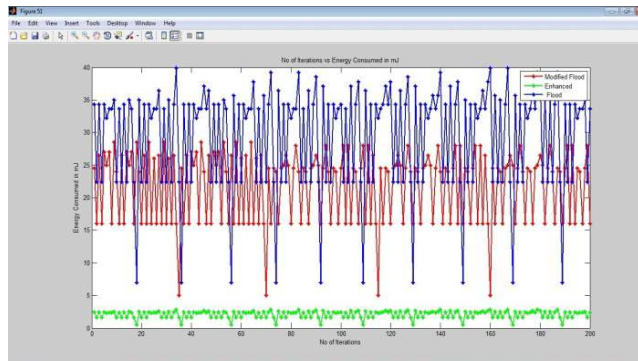 Figure 51
File Edit View Insert Tools Desktop Window Help
No of Iterations vs Energy Consumed in mJ
Modified Flood
Enhanced
Flood
Energy Consumed in mJ
40
35
30
25
20
15
10
5
0
0 20 40 60 80 100 120 140 160 180 200
No of Iterations